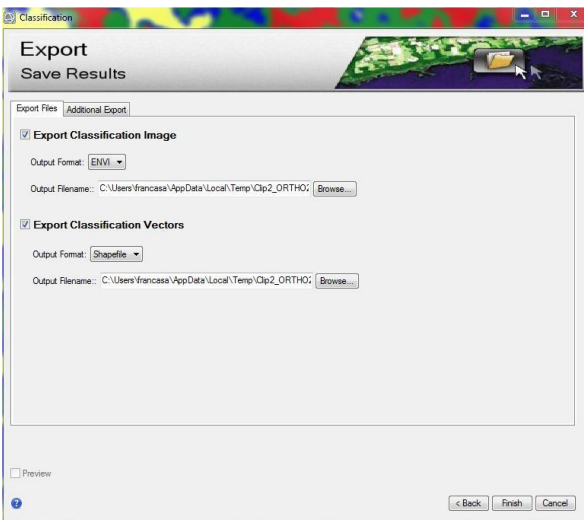 Classification
Export
Save Results
Export Files Additional Export
Export Classification Image
Output Format: ENVI
Output Filename:: C:\Users\francasa\AppData\Local\Temp\Clip2_ORTHO2 Browse...
Export Classification Vectors
Output Format: Shapefile
Output Filename:: C:\Users\francasa\AppData\Local\Temp\Clip2_ORTHO2 Browse...
Preview
< Back Finish Cancel